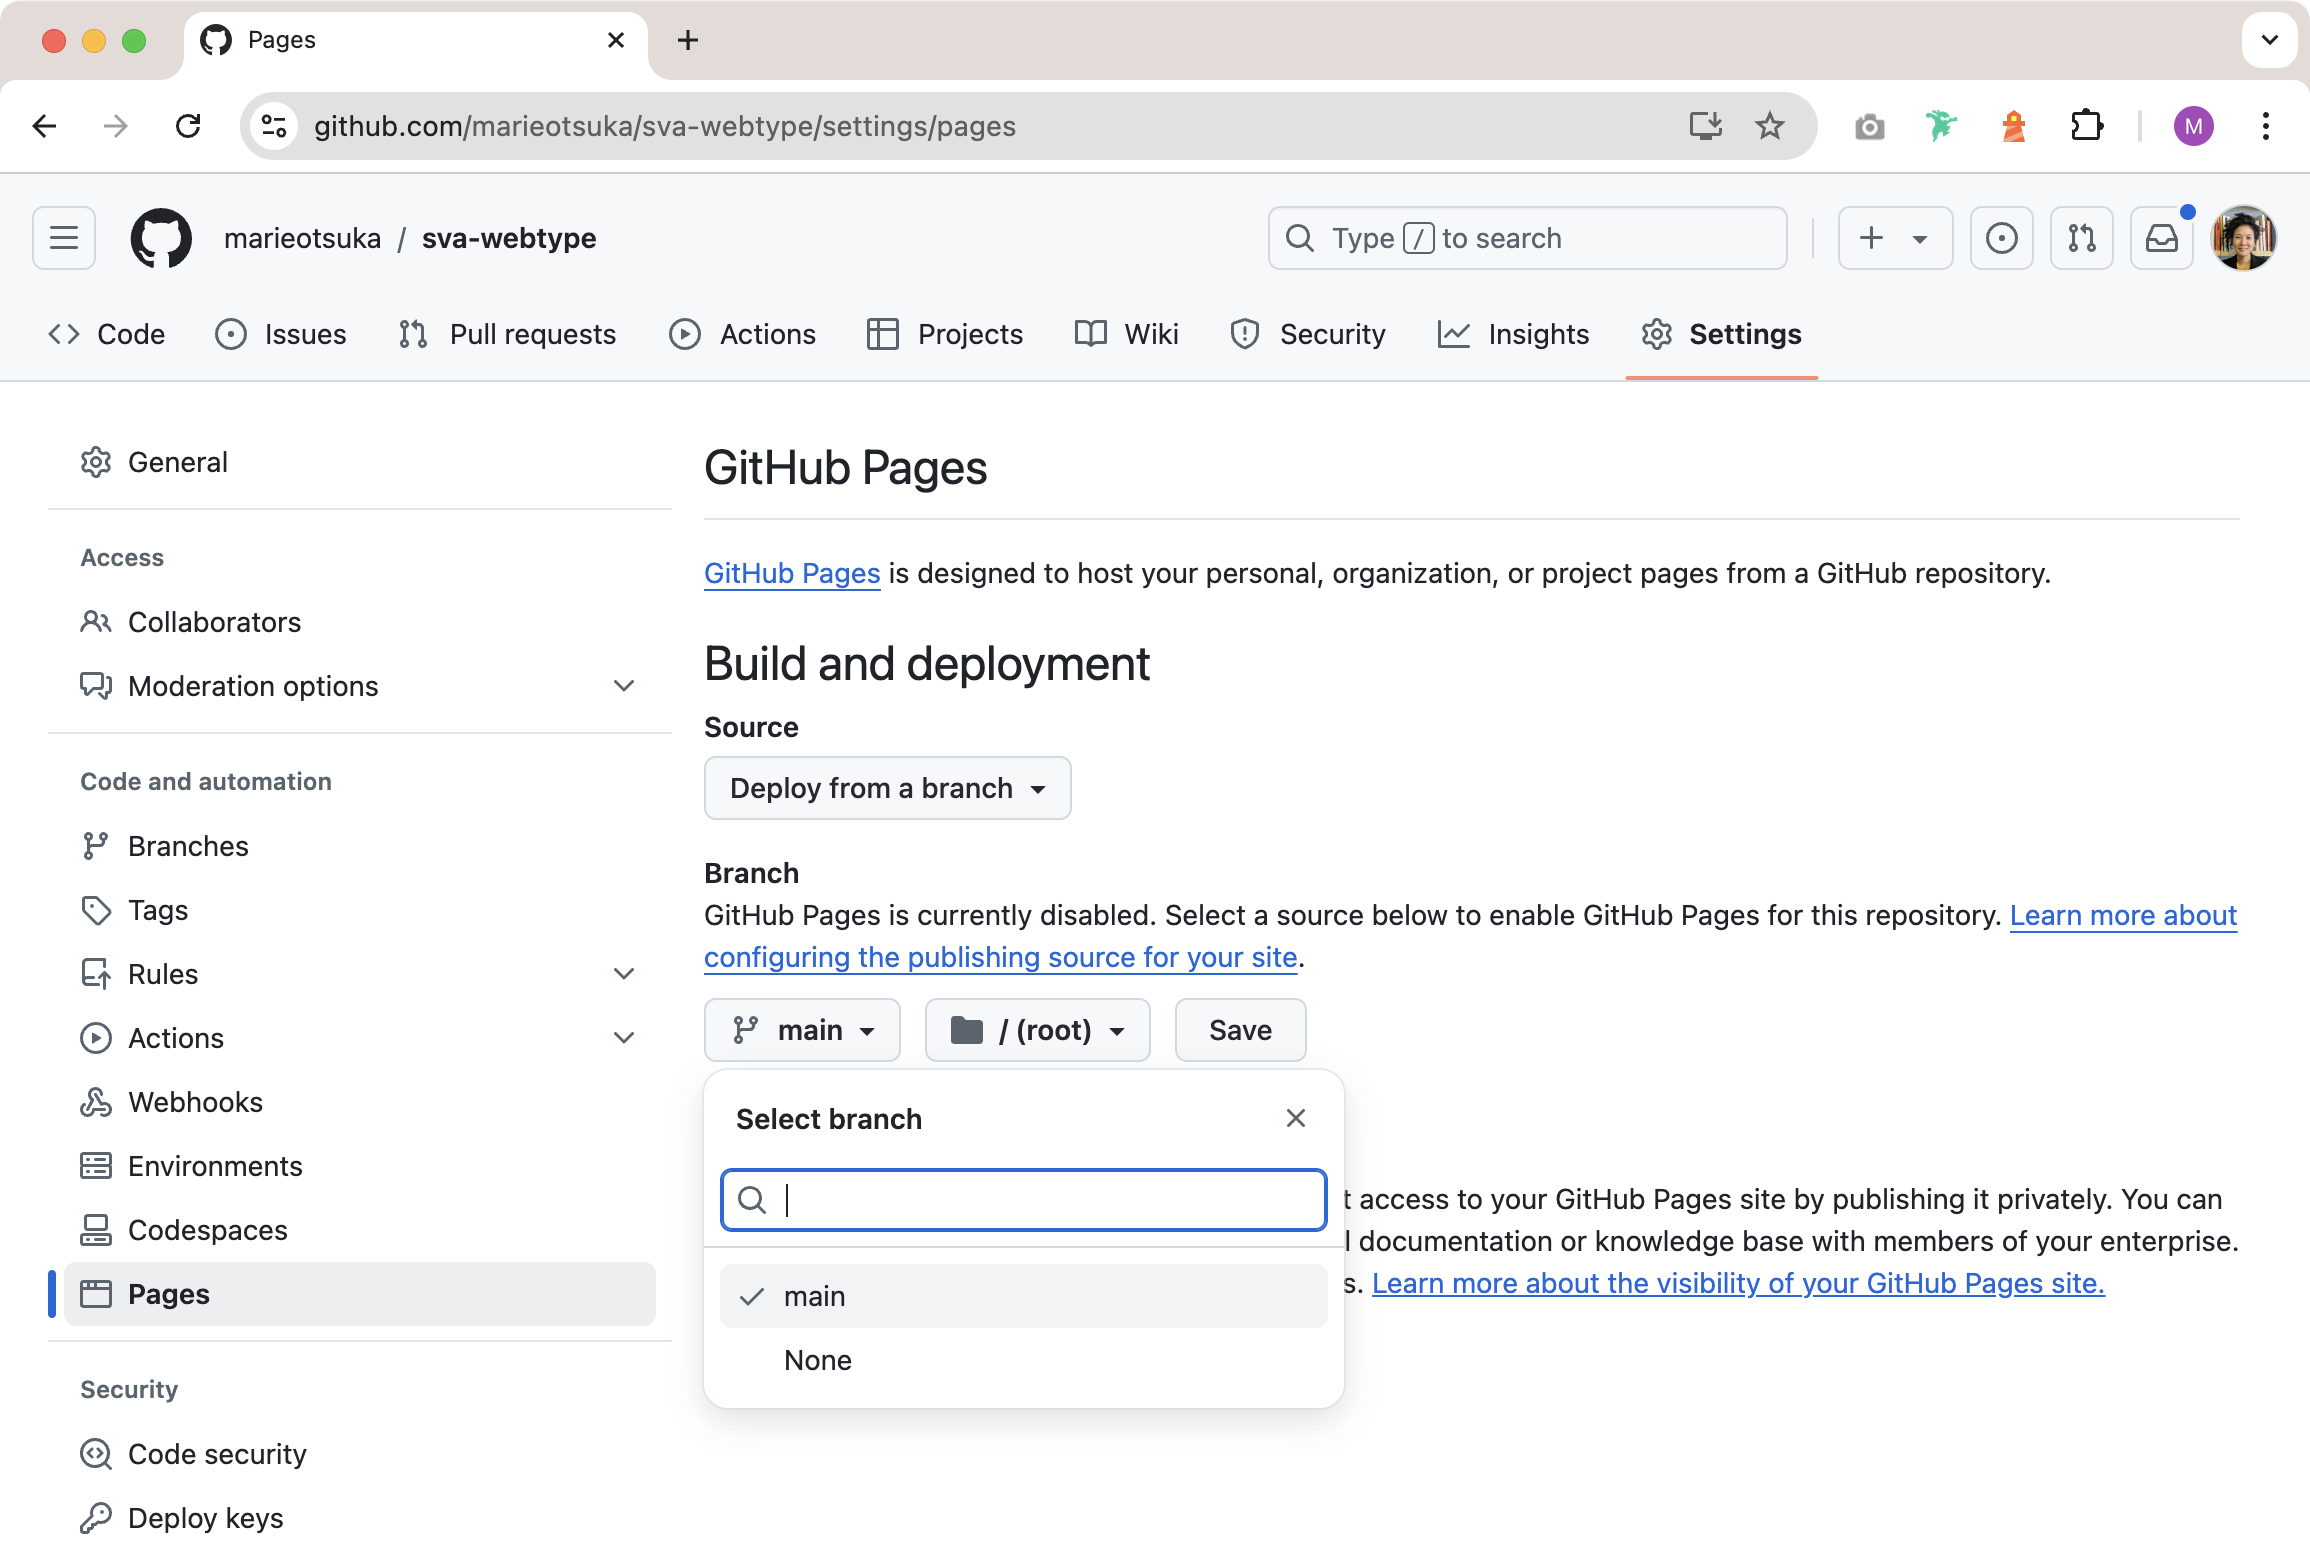 Pages
github.com/marieotsuka/sva-webtype/settings/pages
M
marieotsuka / sva-webtype
Type / to search
Code
Issues
Pull requests
Actions
Projects
Wiki
Security
Insights
Settings
General
Access
Collaborators
Moderation options
Code and automation
Branches
Tags
Rules
Actions
Webhooks
Environments
Codespaces
Pages
Security
Code security
Deploy keys
GitHub Pages
GitHub Pages is designed to host your personal, organization, or project pages from a GitHub repository.
Build and deployment
Source
Deploy from a branch
Branch
GitHub Pages is currently disabled. Select a source below to enable GitHub Pages for this repository. Learn more about
configuring the publishing source for your site.
main
/ (root)
Save
Select branch
main
None
t access to your GitHub Pages site by publishing it privately. You can
l documentation or knowledge base with members of your enterprise.
s. Learn more about the visibility of your GitHub Pages site.